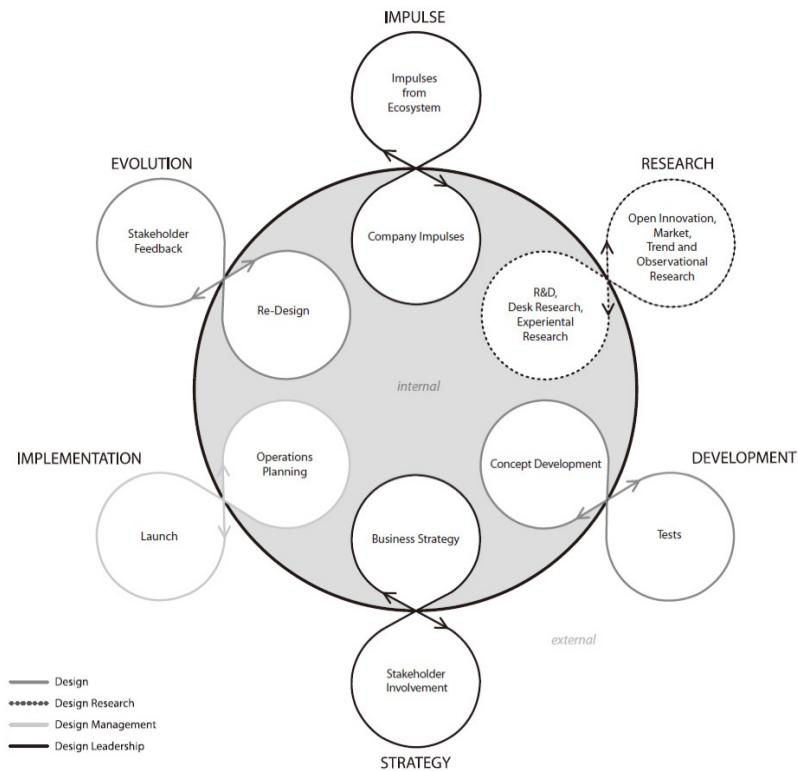 IMPULSE
Impulses
from
Ecosystem
EVOLUTION
RESEARCH
Stakeholder
Feedback
Company Impulses
Open Innovation,
Market,
Trend and
Observational
Research
Re-Design
R&D,
Desk Research,
Experiental
Research
internal
IMPLEMENTATION
Operations
Planning
Concept Development
DEVELOPMENT
Launch
Business Strategy
Tests
external
Stakeholder
Involvement
STRATEGY
Design
Design Research
Design Management
Design Leadership